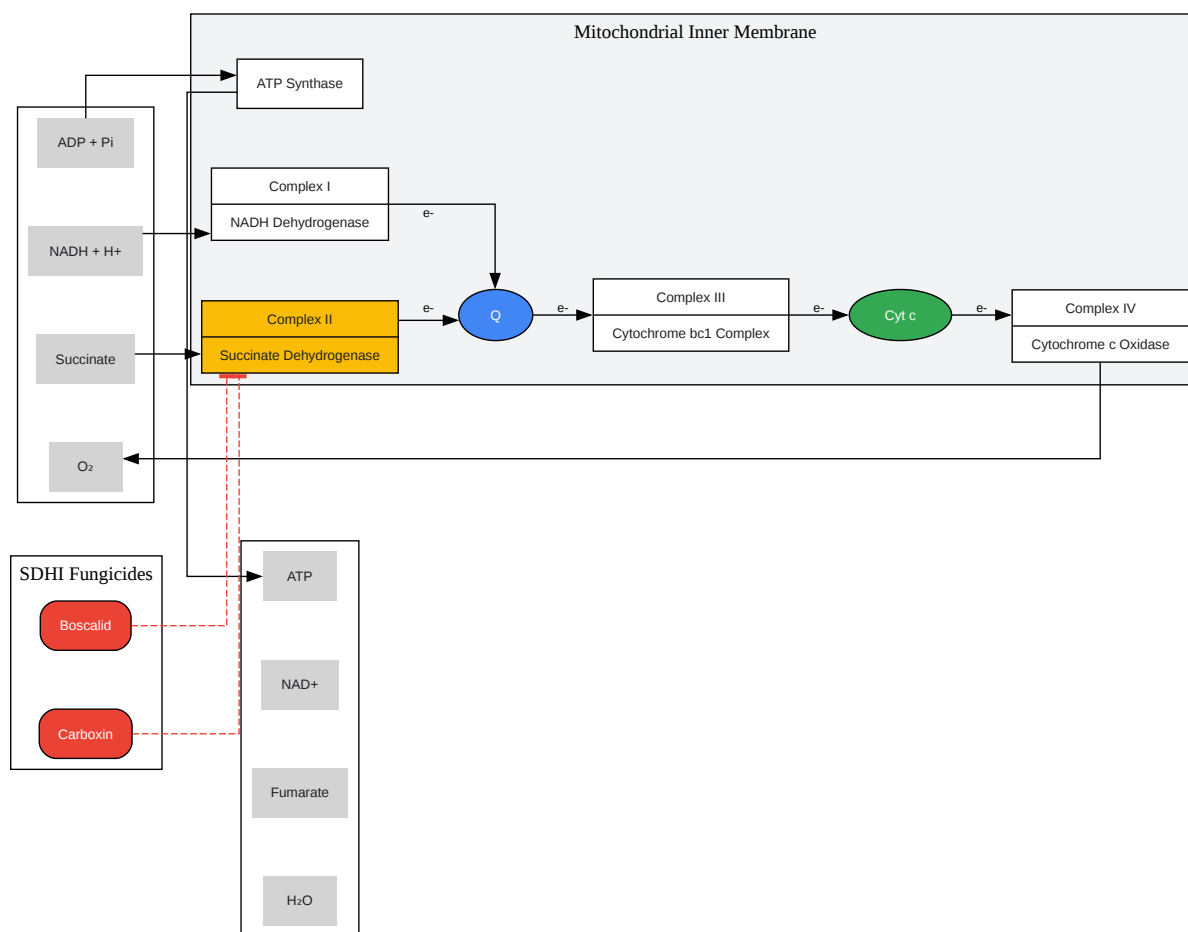 Mitochondrial Inner Membrane
ATP Synthase
ADP + Pi
Complex I
NADH Dehydrogenase
e-
NADH + H+
Complex II
Succinate Dehydrogenase
e-
Q
e-
Complex III
Cytochrome bc1 Complex
e-
Cyt c
e-
Complex IV
Cytochrome c Oxidase
Succinate
O₂
SDHI Fungicides
Boscalid
Carboxin
ATP
NAD+
Fumarate
H₂O